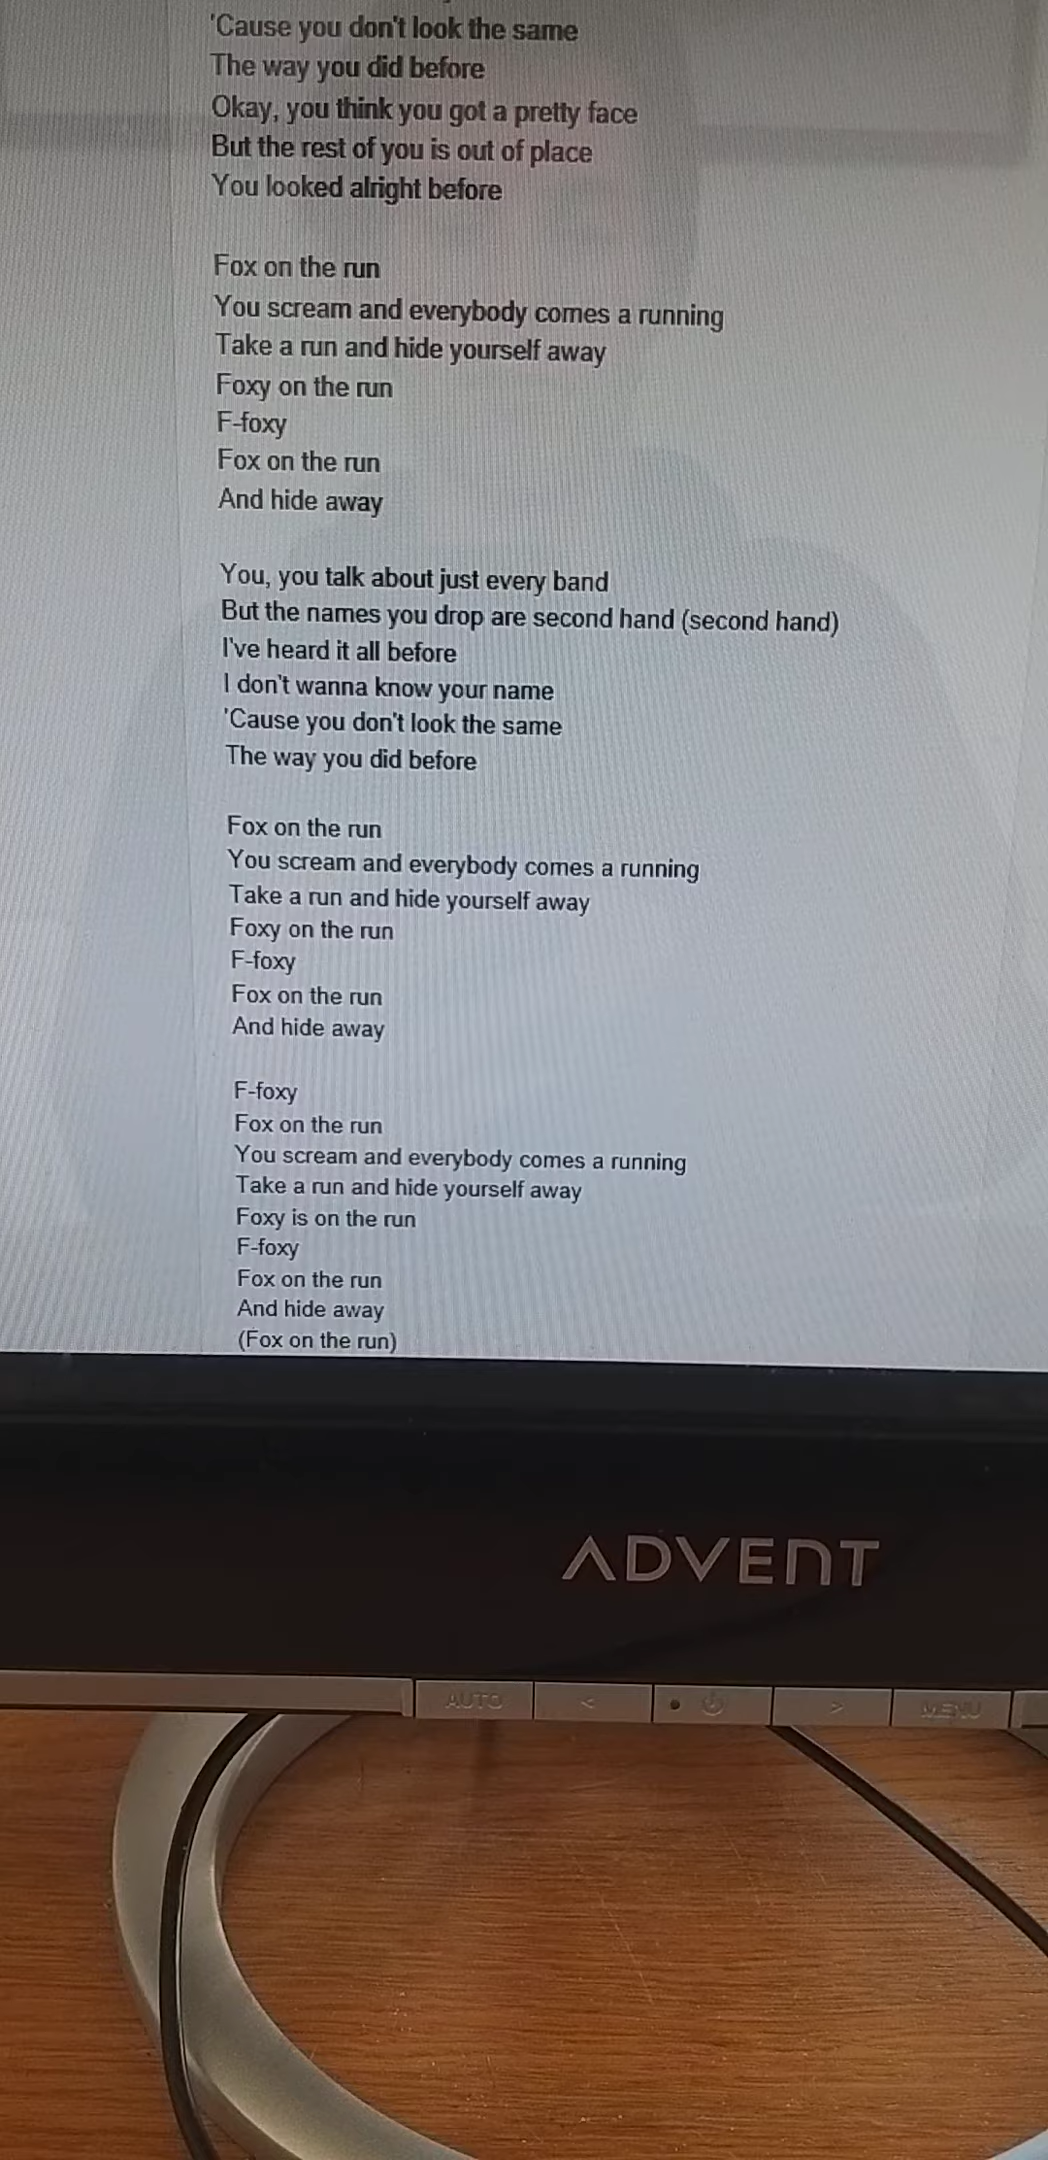 'Cause you don't look the same
The way you did before
Okay, you think you got a pretty face
But the rest of you is out of place
You looked alright before
Fox on the run
You scream and everybody comes a running
Take a run and hide yourself away
Foxy on the run
F-foxy
Fox on the run
And hide away
You, you talk about just every band
But the names you drop are second hand (second hand)
I've heard it all before
I don't wanna know your name
'Cause you don't look the same
The way you did before
Fox on the run
You scream and everybody comes a running
Take a run and hide yourself away
Foxy on the run
F-foxy
Fox on the run
And hide away
F-foxy
Fox on the run
You scream and everybody comes a running
Take a run and hide yourself away
Foxy is on the run
F-foxy
Fox on the run
And hide away
(Fox on the run)
ADVENT
AUTO < > MENU